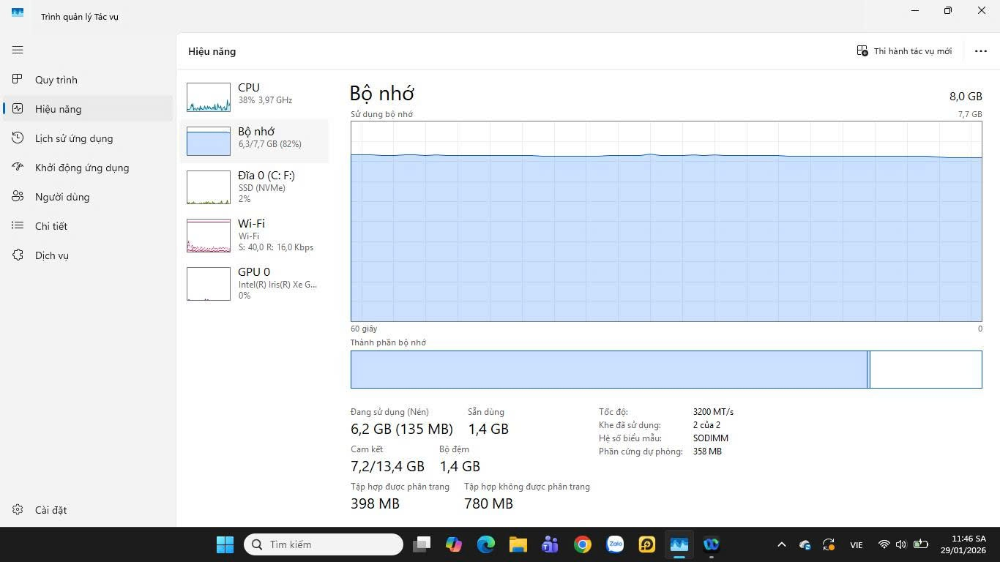 Trình quản lý Tác vụ
Hiệu năng
Thi hành tác vụ mới
Quy trình
Hiệu năng
Lịch sử ứng dụng
Khởi động ứng dụng
Người dùng
Chi tiết
Dịch vụ
Cài đặt
CPU
38% 3,97 GHz
Bộ nhớ
6,3/7,7 GB (82%)
Đĩa 0 (C: F:)
SSD (NVMe)
2%
Wi-Fi
Wi-Fi
S: 40,0 R: 16,0 Kbps
GPU 0
Intel(R) Iris(R) Xe G...
0%
Bộ nhớ
8,0 GB
Sử dụng bộ nhớ
7,7 GB
60 giây
0
Thành phần bộ nhớ
Đang sử dụng (Nén)
Sẵn dùng
6,2 GB (135 MB)
1,4 GB
Cam kết
Bộ đệm
7,2/13,4 GB
1,4 GB
Tập hợp được phân trang
Tập hợp không được phân trang
398 MB
780 MB
Tốc độ: 3200 MT/s
Khe đã sử dụng: 2 của 2
Hệ số biểu mẫu: SODIMM
Phần cứng dự phòng: 358 MB
Tìm kiếm
Zalo
VIE
11:46 SA
29/01/2026